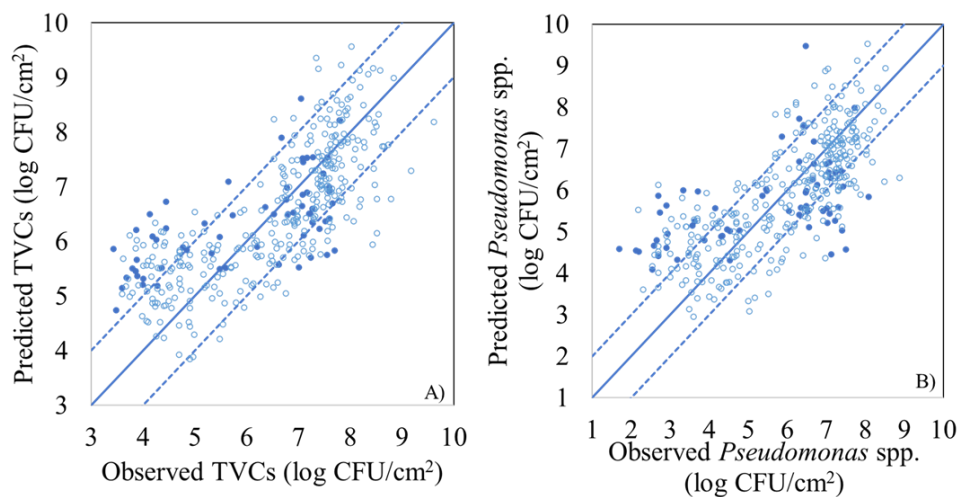 10
9
8
7
6
5
4
3
3 4 5 6 7 8 9 10
Predicted TVCs (log CFU/cm²)
Observed TVCs (log CFU/cm²)
A)
10
9
8
7
6
5
4
3
2
1
1 2 3 4 5 6 7 8 9 10
Predicted Pseudomonas spp.
(log CFU/cm²)
Observed Pseudomonas spp.
(log CFU/cm²)
B)